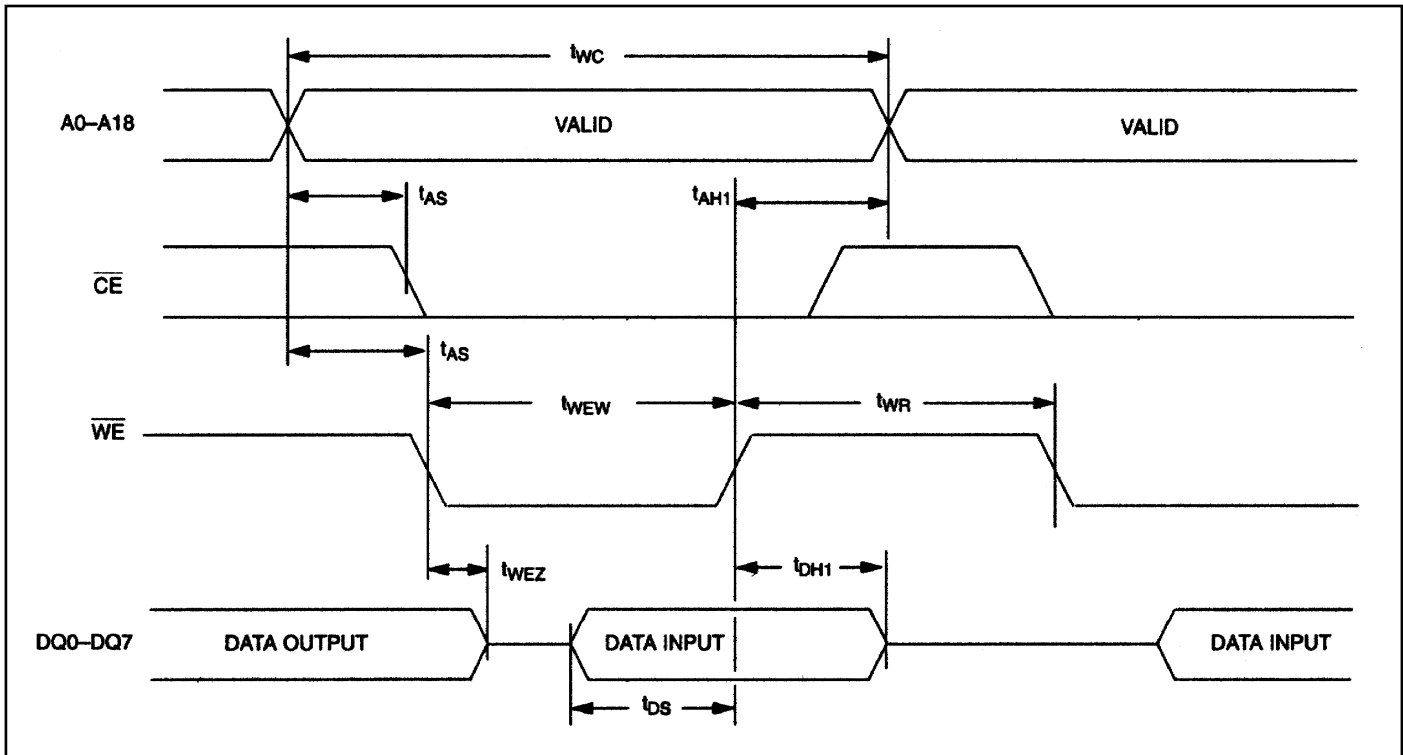 tWC
A0–A18
VALID
VALID
tAS
tAH1
CE
tAS
tWEW
tWR
WE
tWEZ
tDH1
DQ0–DQ7
DATA OUTPUT
DATA INPUT
DATA INPUT
tDS